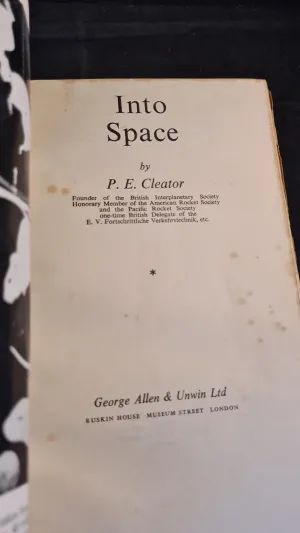 Into
Space
by
P. E. Cleator
Founder of the British Interplanetary Society
Honorary Member of the American Rocket Society
and the Pacific Rocket Society
one-time British Delegate of the
E. V. Fortschrittliche Verkehrstechnik, etc.
*
George Allen & Unwin Ltd
RUSKIN HOUSE MUSEUM STREET LONDON